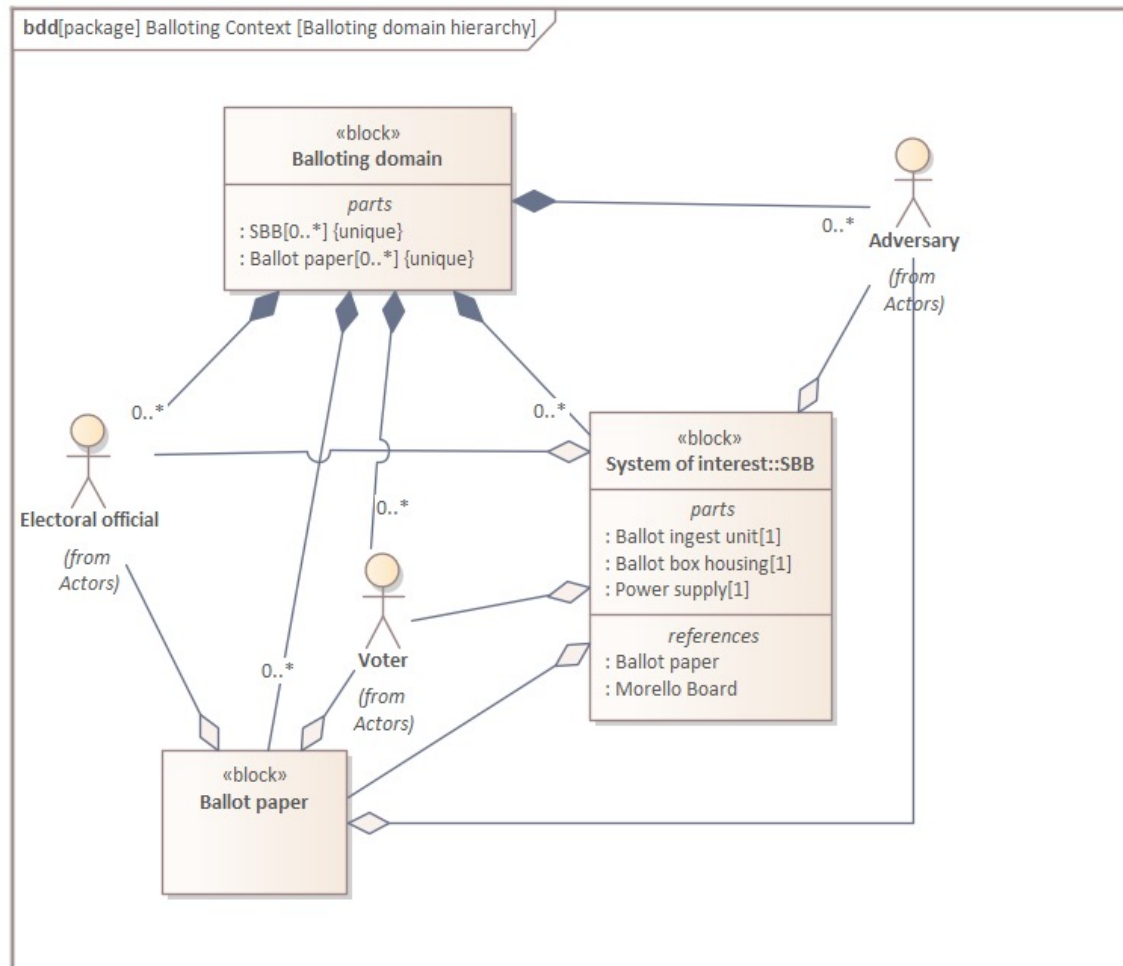 bdd[package] Balloting Context [Balloting domain hierarchy]
«block»
Balloting domain
parts
: SBB[0..*] {unique}
: Ballot paper[0..*] {unique}
0..*
Adversary
(from
Actors)
0..*
0..*
«block»
System of interest::SBB
parts
: Ballot ingest unit[1]
: Ballot box housing[1]
: Power supply[1]
references
: Ballot paper
: Morello Board
Electoral official
(from
Actors)
0..*
Voter
(from
Actors)
0..*
«block»
Ballot paper